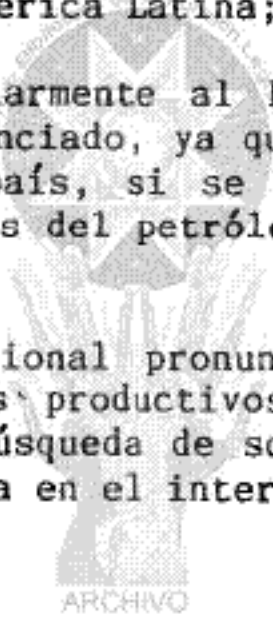 érica Latina;
armente al
nciado, ya qu
país, si se
s del petróle
ional pronun
s productivos
úsqueda de so
a en el inter
ARCHIVO